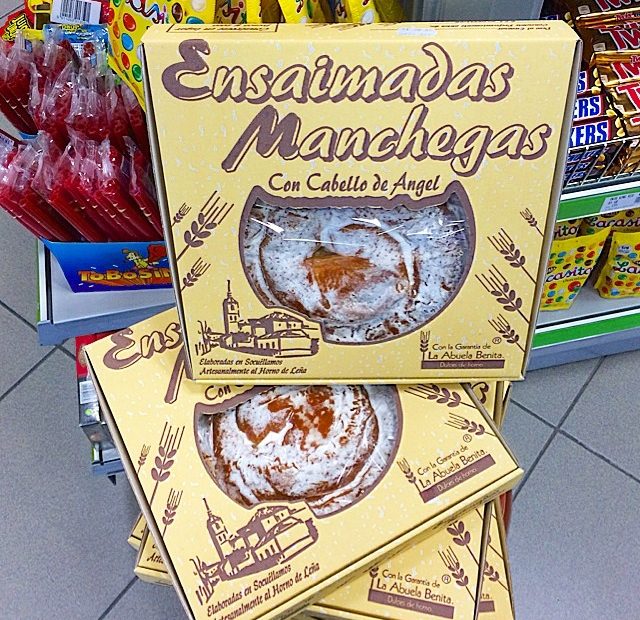 Ensaimadas
Manchegas
Con Cabello de Angel
Elaboradas en Socuéllamos
Artesanalmente al Horno de Leña
Con la Garantía de ®
La Abuela Benita.
Dulces de horno.
Ens
Con
Con la Garantía de ®
La Abuela Benita.
Dulces de horno.
Elaboradas en Socuéllamos
Artesanalmente al Horno de Leña
Con la Garantía de ®
La Abuela Benita.
Dulces de horno.
KERS
Lacasitos